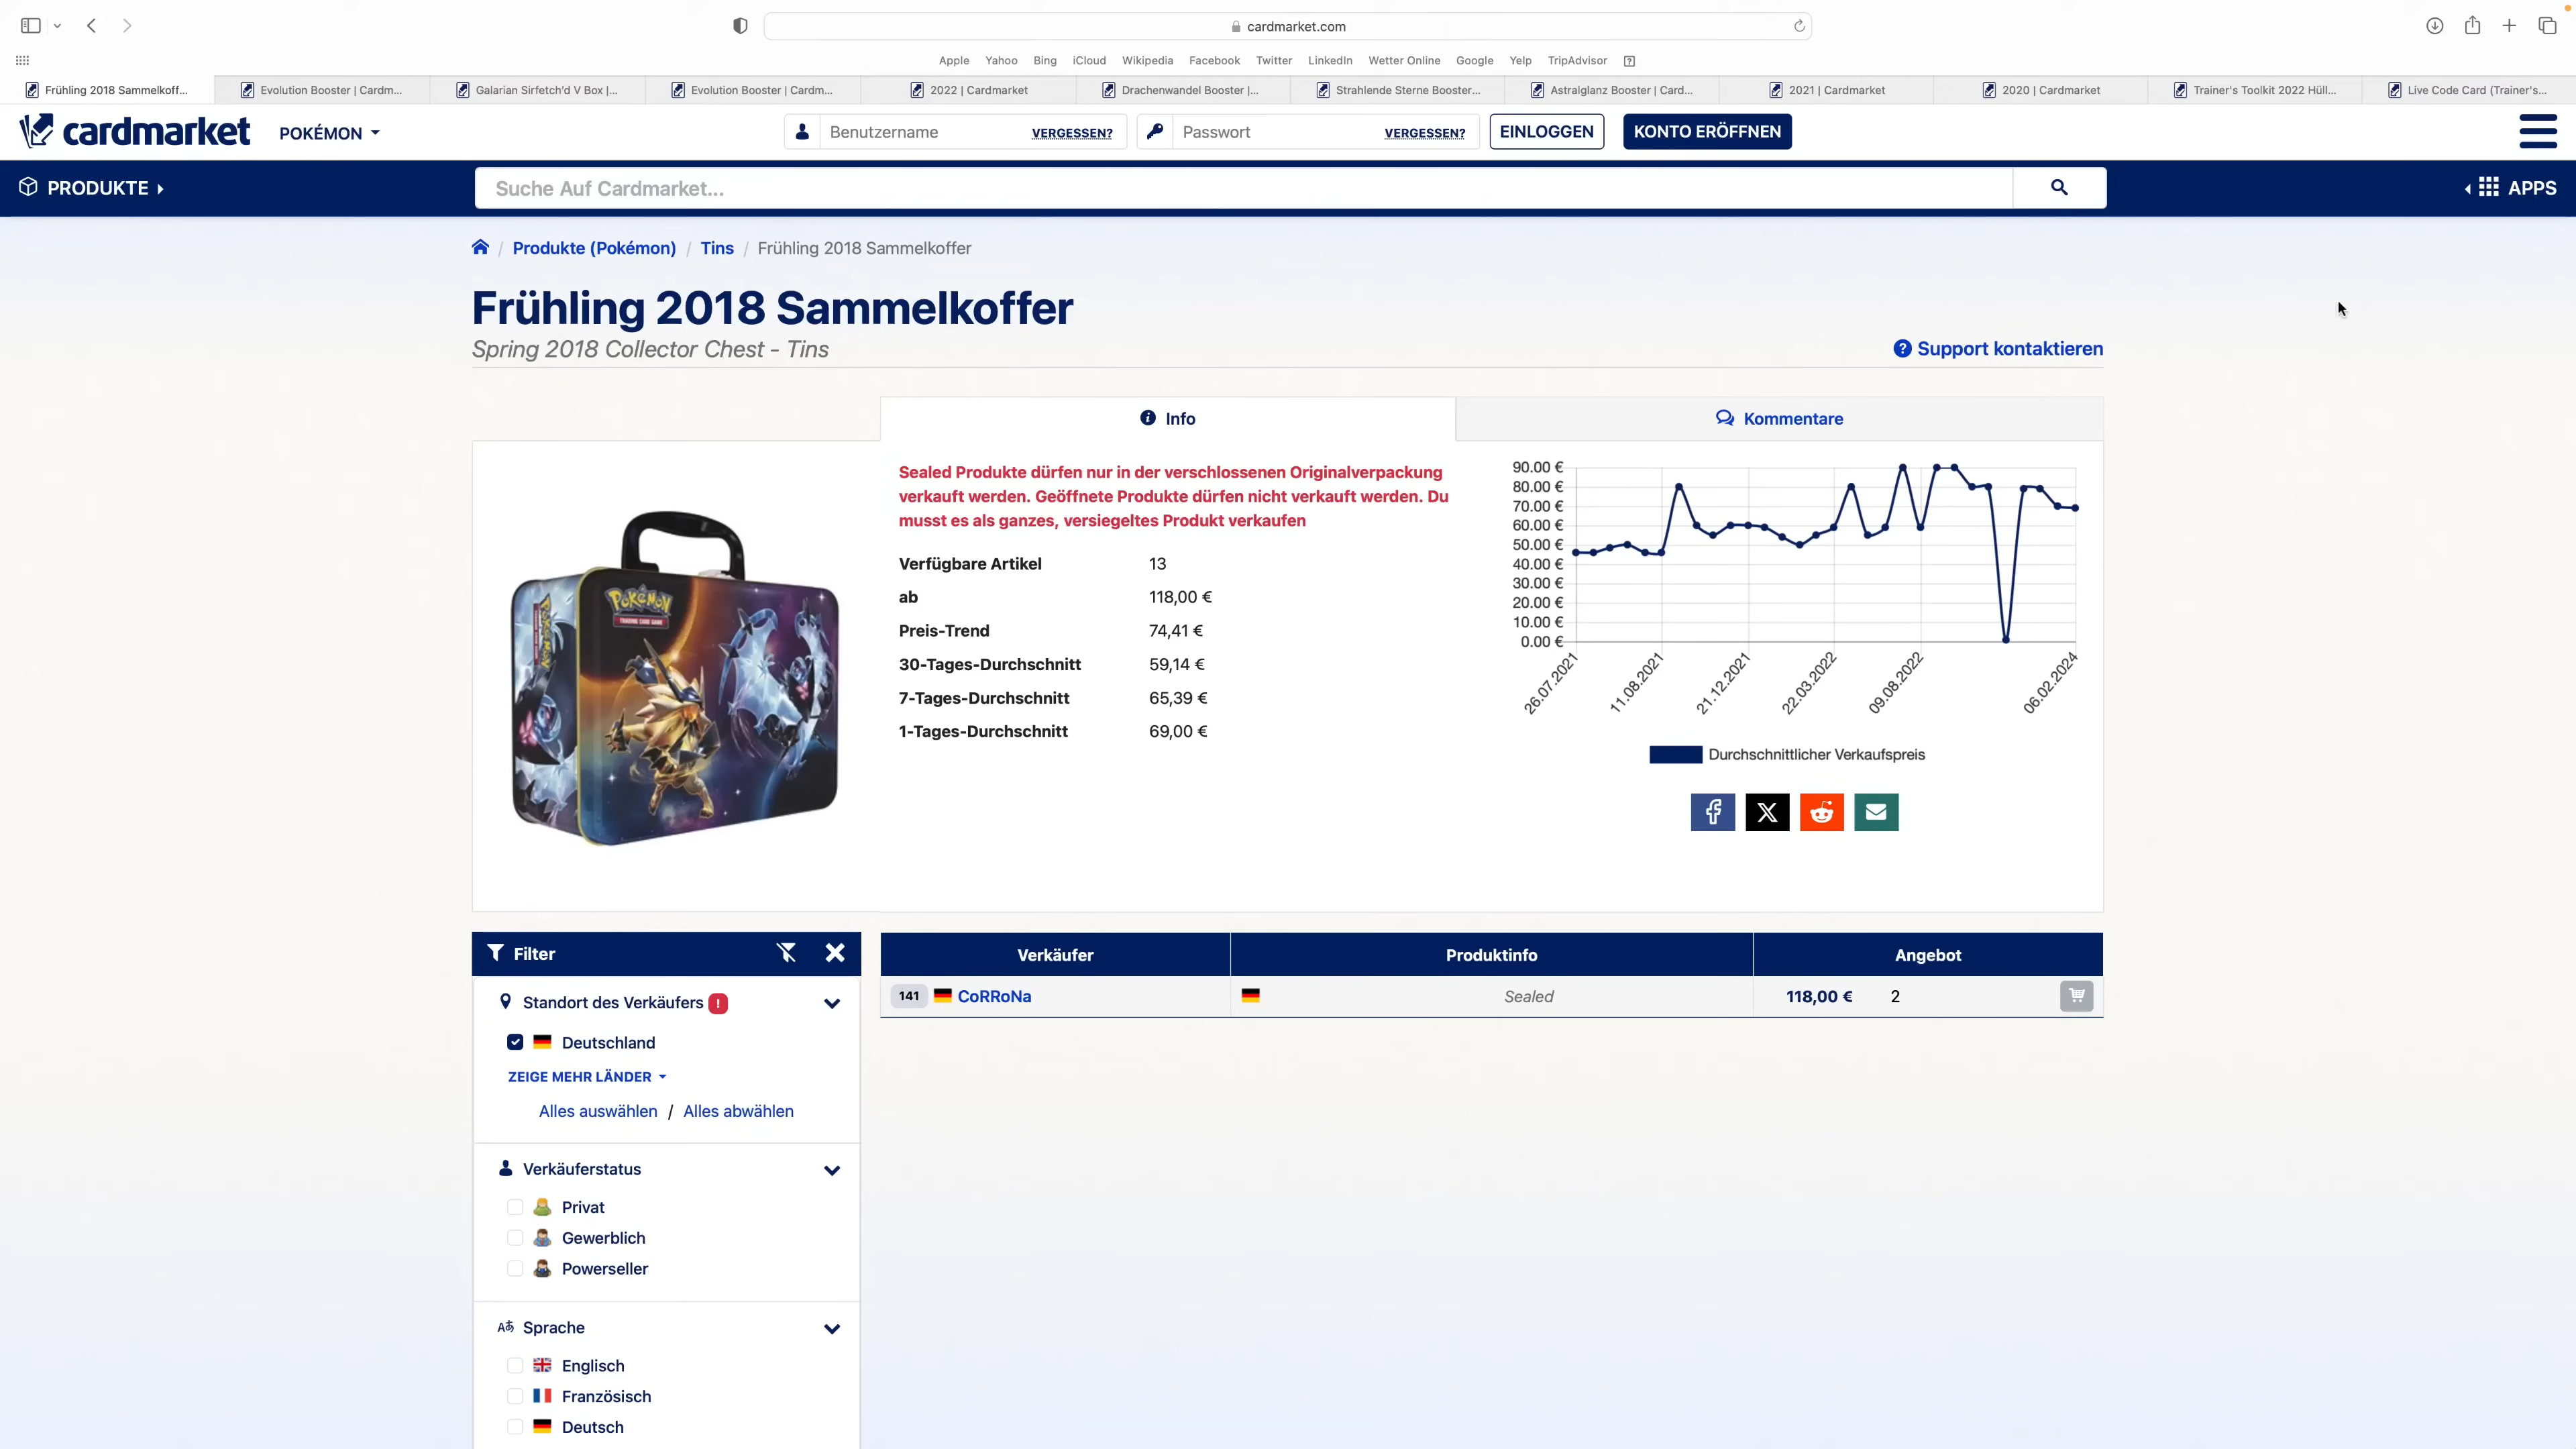 cardmarket.com
Apple Yahoo Bing iCloud Wikipedia Facebook Twitter LinkedIn Wetter Online Google Yelp TripAdvisor
Frühling 2018 Sammelkoff... Evolution Booster | Cardm... Galarian Sirfetch'd V Box |... Evolution Booster | Cardm... 2022 | Cardmarket Drachenwandel Booster |... Strahlende Sterne Booster... Astralglanz Booster | Card... 2021 | Cardmarket 2020 | Cardmarket Trainer's Toolkit 2022 Hüll... Live Code Card (Trainer's...
cardmarket POKÉMON Benutzername VERGESSEN? Passwort VERGESSEN? EINLOGGEN KONTO ERÖFFNEN
PRODUKTE Suche Auf Cardmarket... APPS
/ Produkte (Pokémon) / Tins / Frühling 2018 Sammelkoffer
Frühling 2018 Sammelkoffer
Spring 2018 Collector Chest - Tins
Support kontaktieren
Info
Kommentare
POKéMON
TRADING CARD GAME
Sealed Produkte dürfen nur in der verschlossenen Originalverpackung
verkauft werden. Geöffnete Produkte dürfen nicht verkauft werden. Du
musst es als ganzes, versiegeltes Produkt verkaufen
Verfügbare Artikel 13
ab 118,00 €
Preis-Trend 74,41 €
30-Tages-Durchschnitt 59,14 €
7-Tages-Durchschnitt 65,39 €
1-Tages-Durchschnitt 69,00 €
90.00 €
80.00 €
70.00 €
60.00 €
50.00 €
40.00 €
30.00 €
20.00 €
10.00 €
0.00 €
26.07.2021 11.08.2021 21.12.2021 22.03.2022 09.08.2022 06.02.2024
Durchschnittlicher Verkaufspreis
Filter
Standort des Verkäufers !
Deutschland
ZEIGE MEHR LÄNDER
Alles auswählen / Alles abwählen
Verkäuferstatus
Privat
Gewerblich
Powerseller
Sprache
Englisch
Französisch
Deutsch
Verkäufer Produktinfo Angebot
141 CoRRoNa Sealed 118,00 € 2